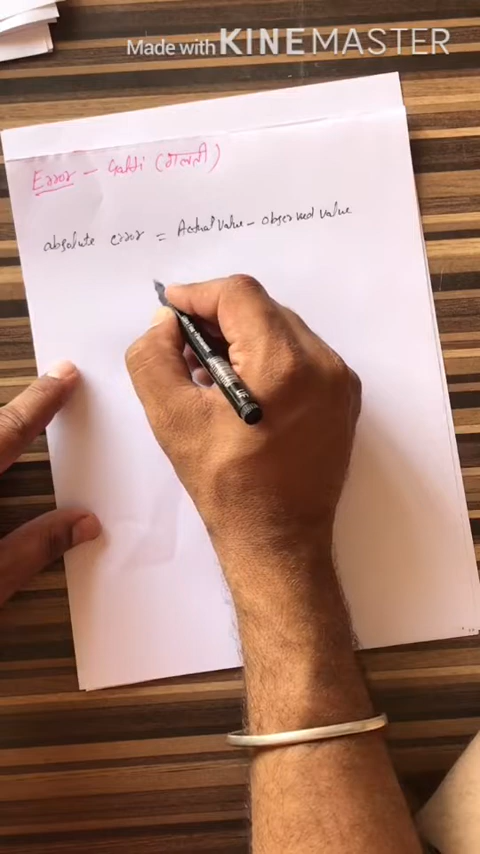 Made with KINEMASTER
Error - Galti (गलती)
absolute error = Actual value - observed value